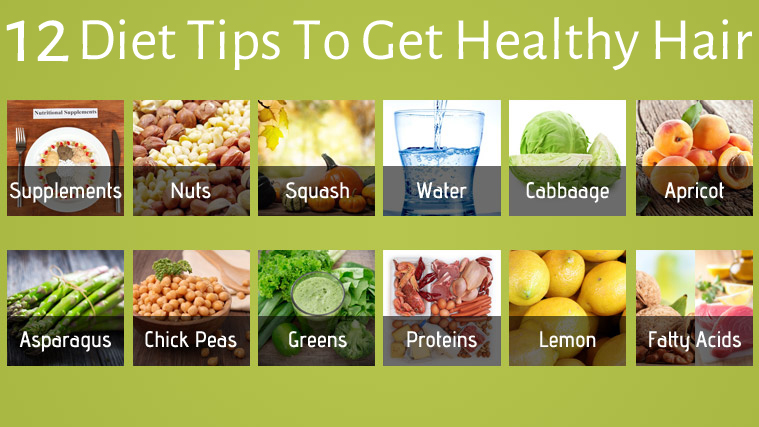 12 Diet Tips To Get Healthy Hair
Nutritional Supplements
Supplements
Nuts
Squash
Water
Cabbaage
Apricot
Asparagus
Chick Peas
Greens
Proteins
Lemon
Fatty Acids